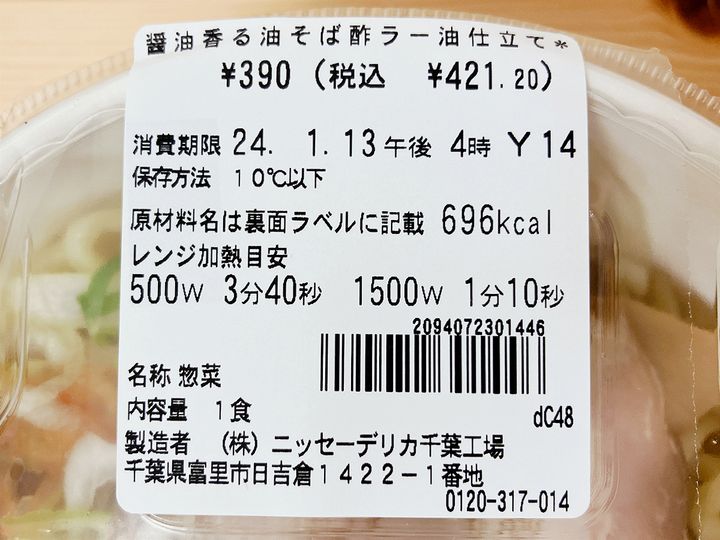 醤油香る油そば酢ラー油仕立て*
¥390 (税込 ¥421.20)
消費期限 24. 1.13午後 4時 Y14
保存方法 10℃以下
原材料名は裏面ラベルに記載 696kcal
レンジ加熱目安
500W 3分40秒 1500W 1分10秒
2094072301446
名称 惣菜
内容量 1食
dC48
製造者 (株)ニッセーデリカ千葉工場
千葉県富里市日吉倉1422-1番地
0120-317-014